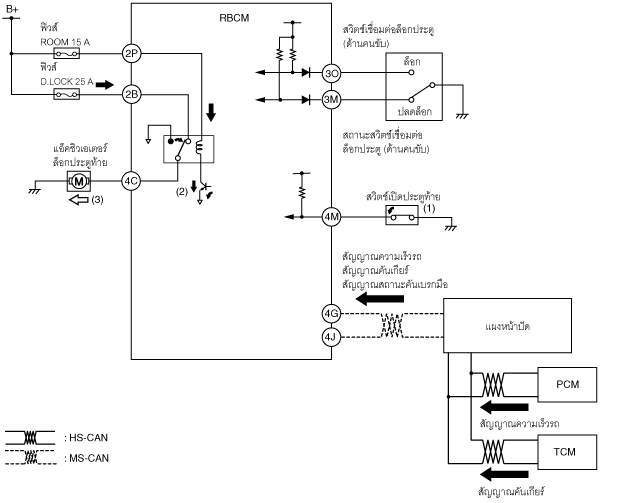 B+
RBCM
ฟิวส์
ROOM 15 A
2P
ฟิวส์
D.LOCK 25 A
2B
สวิตช์เชื่อมต่อล็อกประตู
(ด้านคนขับ)
3O
ล็อก
3M
ปลดล็อก
สถานะสวิตช์เชื่อมต่อ
ล็อกประตู (ด้านคนขับ)
แอ็คชิวเอเตอร์
ล็อกประตูท้าย
M
4C
(2)
(3)
สวิตช์เปิดประตูท้าย
4M
(1)
สัญญาณความเร็วรถ
สัญญาณคันเกียร์
สัญญาณสถานะคันเบรกมือ
4G
4J
แผงหน้าปัด
PCM
สัญญาณความเร็วรถ
TCM
สัญญาณคันเกียร์
: HS-CAN
: MS-CAN